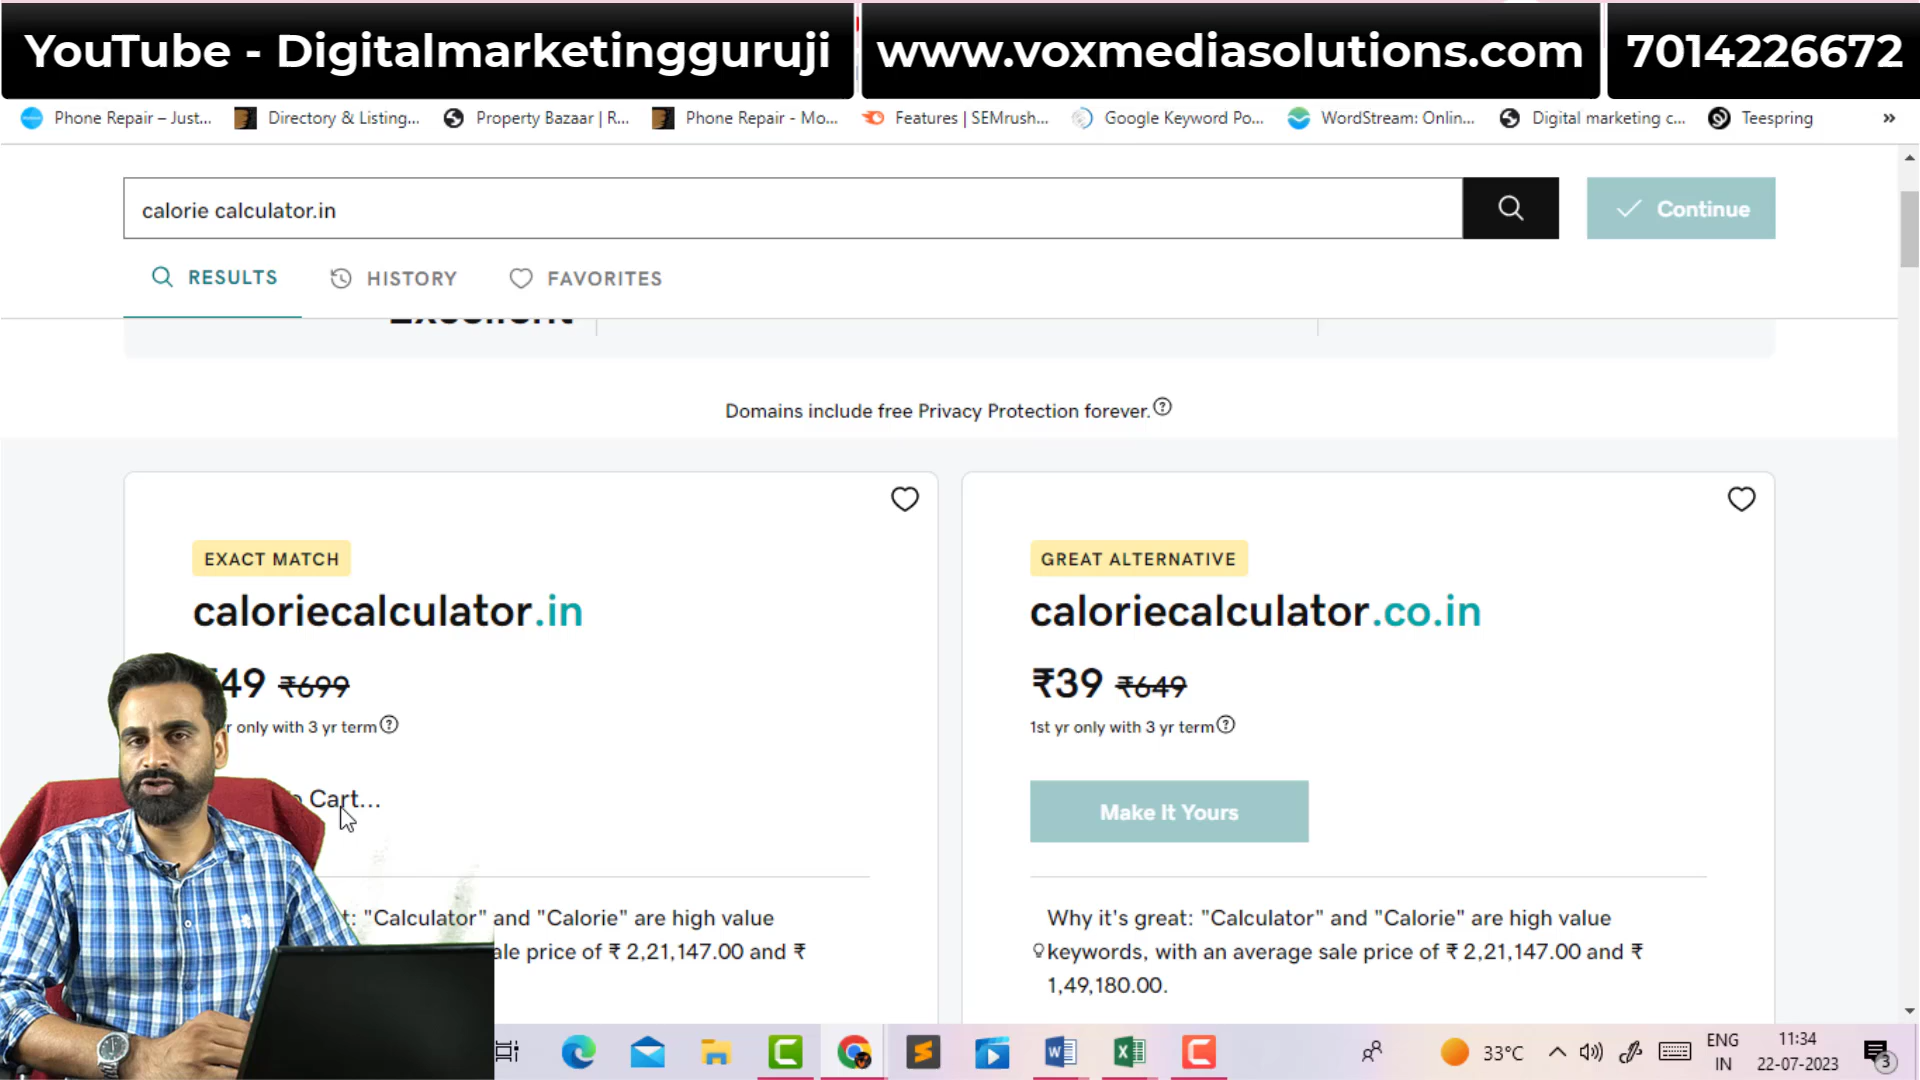 YouTube - Digitalmarketingguruji
www.voxmediasolutions.com
7014226672
Phone Repair – Just...
Directory & Listing...
Property Bazaar | R...
Phone Repair - Mo...
Features | SEMrush...
Google Keyword Po...
WordStream: Onlin...
Digital marketing c...
Teespring
»
calorie calculator.in
Continue
RESULTS
HISTORY
FAVORITES
Excellent
Domains include free Privacy Protection forever.
EXACT MATCH
caloriecalculator.in
₹49 ₹699
only with 3 yr term
Cart...
"Calculator" and "Calorie" are high value
price of ₹ 2,21,147.00 and ₹
GREAT ALTERNATIVE
caloriecalculator.co.in
₹39 ₹649
1st yr only with 3 yr term
Make It Yours
Why it's great: "Calculator" and "Calorie" are high value
keywords, with an average sale price of ₹ 2,21,147.00 and ₹
1,49,180.00.
33°C
ENG
IN
11:34
22-07-2023
3